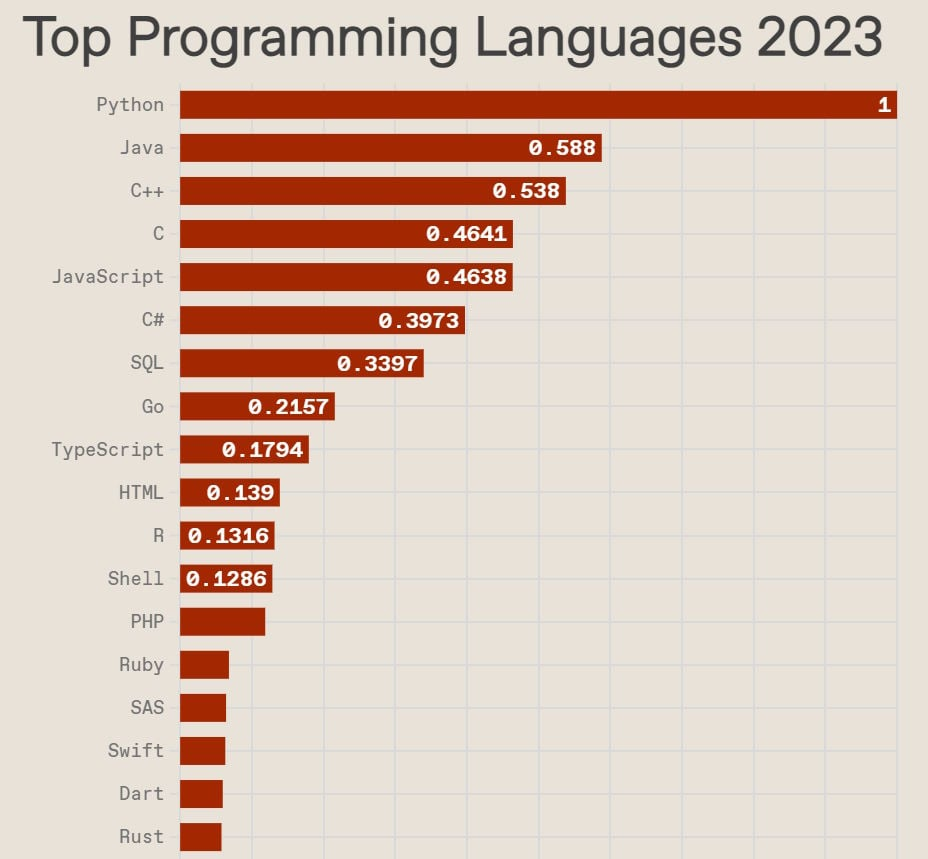 Top Programming Languages 2023
Python 1
Java 0.588
C++ 0.538
C 0.4641
JavaScript 0.4638
C# 0.3973
SQL 0.3397
Go 0.2157
TypeScript 0.1794
HTML 0.139
R 0.1316
Shell 0.1286
PHP
Ruby
SAS
Swift
Dart
Rust